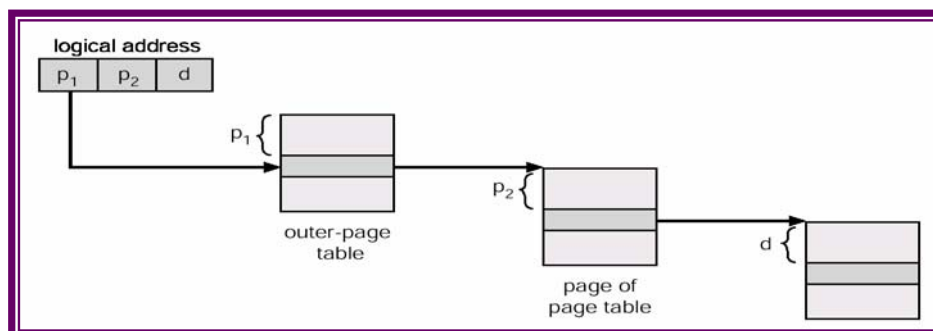 logical address
p₁ p₂ d
p₁
outer-page
table
p₂
page of
page table
d